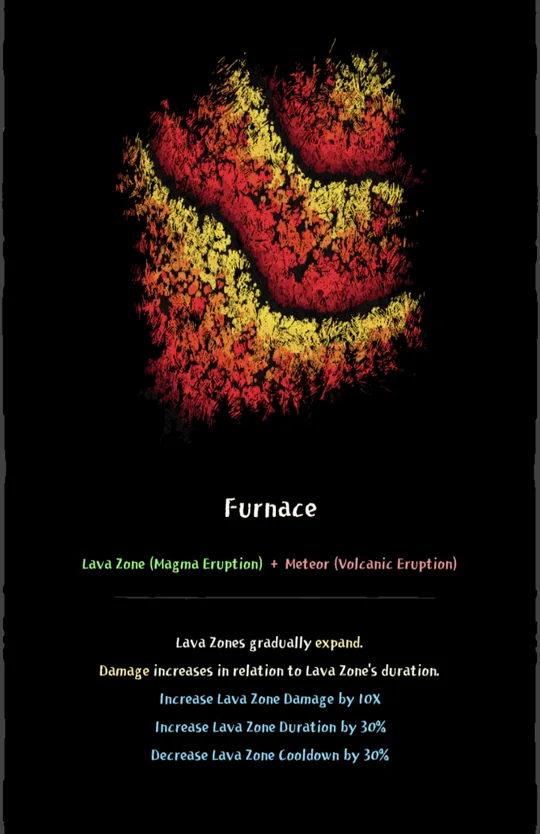 Furnace
Lava Zone (Magma Eruption) + Meteor (Volcanic Eruption)
Lava Zones gradually expand.
Damage increases in relation to Lava Zone's duration.
Increase Lava Zone Damage by 10X
Increase Lava Zone Duration by 30%
Decrease Lava Zone Cooldown by 30%